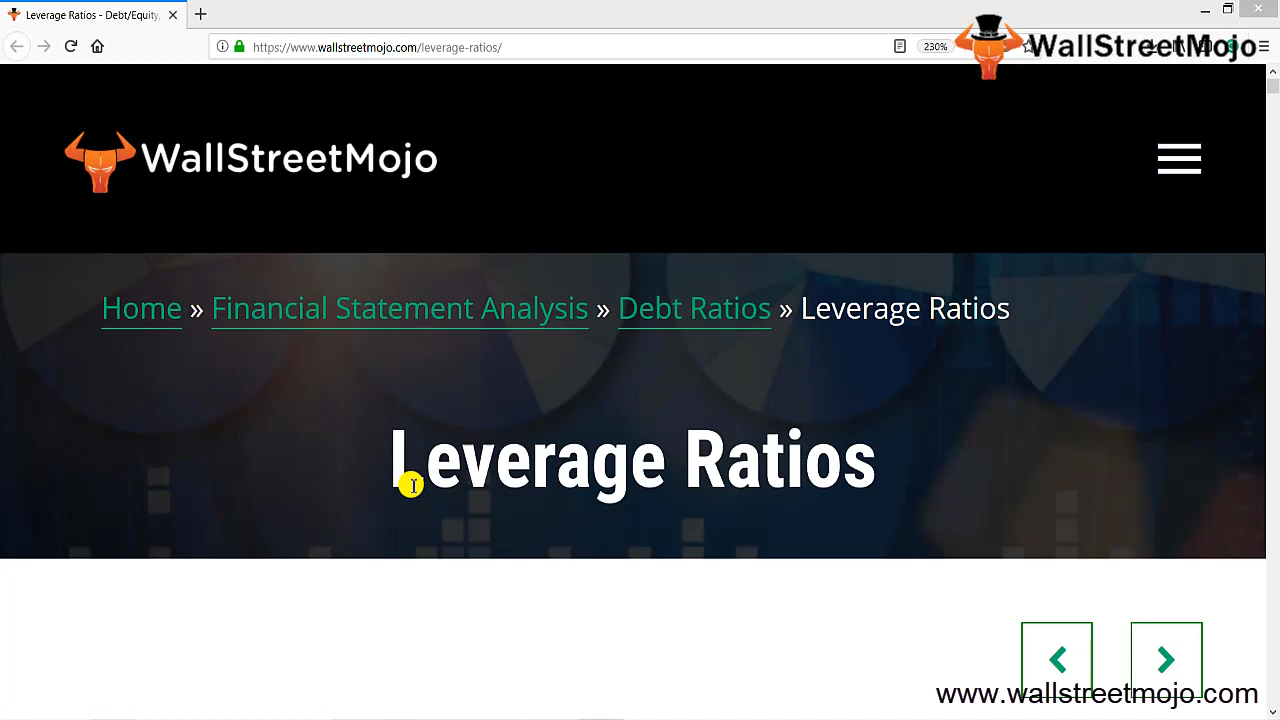 Leverage Ratios - Debt/Equity,
https://www.wallstreetmojo.com/leverage-ratios/
230%
WallStreetMojo
WallStreetMojo
Home » Financial Statement Analysis » Debt Ratios » Leverage Ratios
Leverage Ratios
www.wallstreetmojo.com